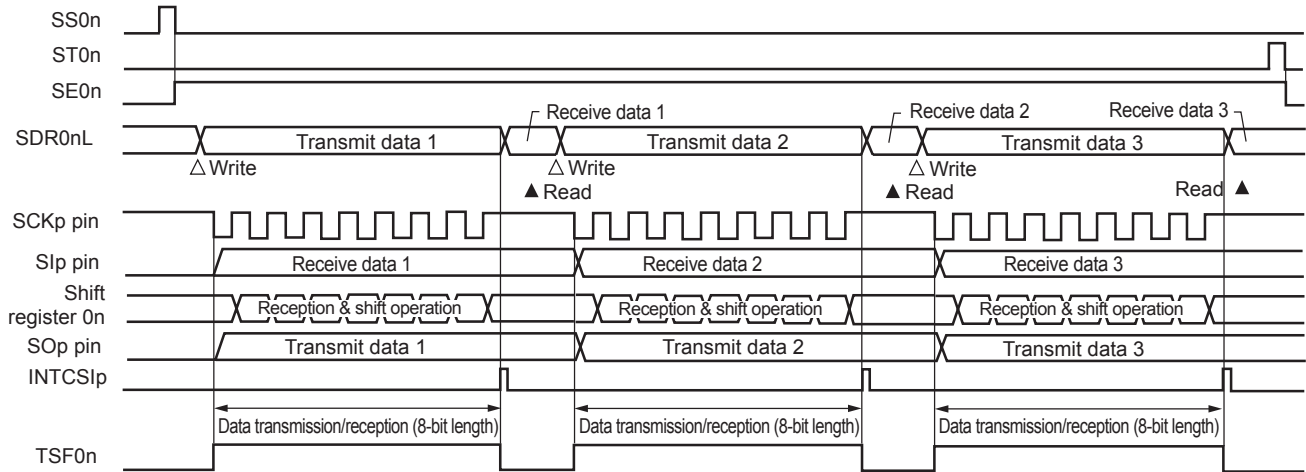 SS0n
ST0n
SE0n
Receive data 1
Receive data 2
Receive data 3
SDR0nL
Transmit data 1
Transmit data 2
Transmit data 3
△ Write
△ Write
△ Write
▲ Read
▲ Read
Read ▲
SCKp pin
SIp pin
Receive data 1
Receive data 2
Receive data 3
Shift
register 0n
Reception & shift operation
Reception & shift operation
Reception & shift operation
SOp pin
Transmit data 1
Transmit data 2
Transmit data 3
INTCSIp
Data transmission/reception (8-bit length)
Data transmission/reception (8-bit length)
Data transmission/reception (8-bit length)
TSF0n